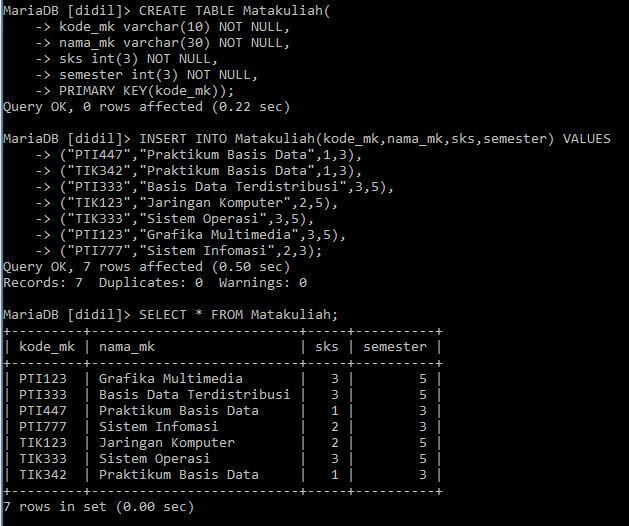 MariaDB [didil]> CREATE TABLE Matakuliah(
    -> kode_mk varchar(10) NOT NULL,
    -> nama_mk varchar(30) NOT NULL,
    -> sks int(3) NOT NULL,
    -> semester int(3) NOT NULL,
    -> PRIMARY KEY(kode_mk));
Query OK, 0 rows affected (0.22 sec)

MariaDB [didil]> INSERT INTO Matakuliah(kode_mk,nama_mk,sks,semester) VALUES
    -> ("PTI447","Praktikum Basis Data",1,3),
    -> ("TIK342","Praktikum Basis Data",1,3),
    -> ("PTI333","Basis Data Terdistribusi",3,5),
    -> ("TIK123","Jaringan Komputer",2,5),
    -> ("TIK333","Sistem Operasi",3,5),
    -> ("PTI123","Grafika Multimedia",3,5),
    -> ("PTI777","Sistem Infomasi",2,3);
Query OK, 7 rows affected (0.50 sec)
Records: 7  Duplicates: 0  Warnings: 0

MariaDB [didil]> SELECT * FROM Matakuliah;
+---------+--------------------------+-----+----------+
| kode_mk | nama_mk                  | sks | semester |
+---------+--------------------------+-----+----------+
| PTI123  | Grafika Multimedia       |   3 |        5 |
| PTI333  | Basis Data Terdistribusi |   3 |        5 |
| PTI447  | Praktikum Basis Data     |   1 |        3 |
| PTI777  | Sistem Infomasi          |   2 |        3 |
| TIK123  | Jaringan Komputer        |   2 |        5 |
| TIK333  | Sistem Operasi           |   3 |        5 |
| TIK342  | Praktikum Basis Data     |   1 |        3 |
+---------+--------------------------+-----+----------+
7 rows in set (0.00 sec)